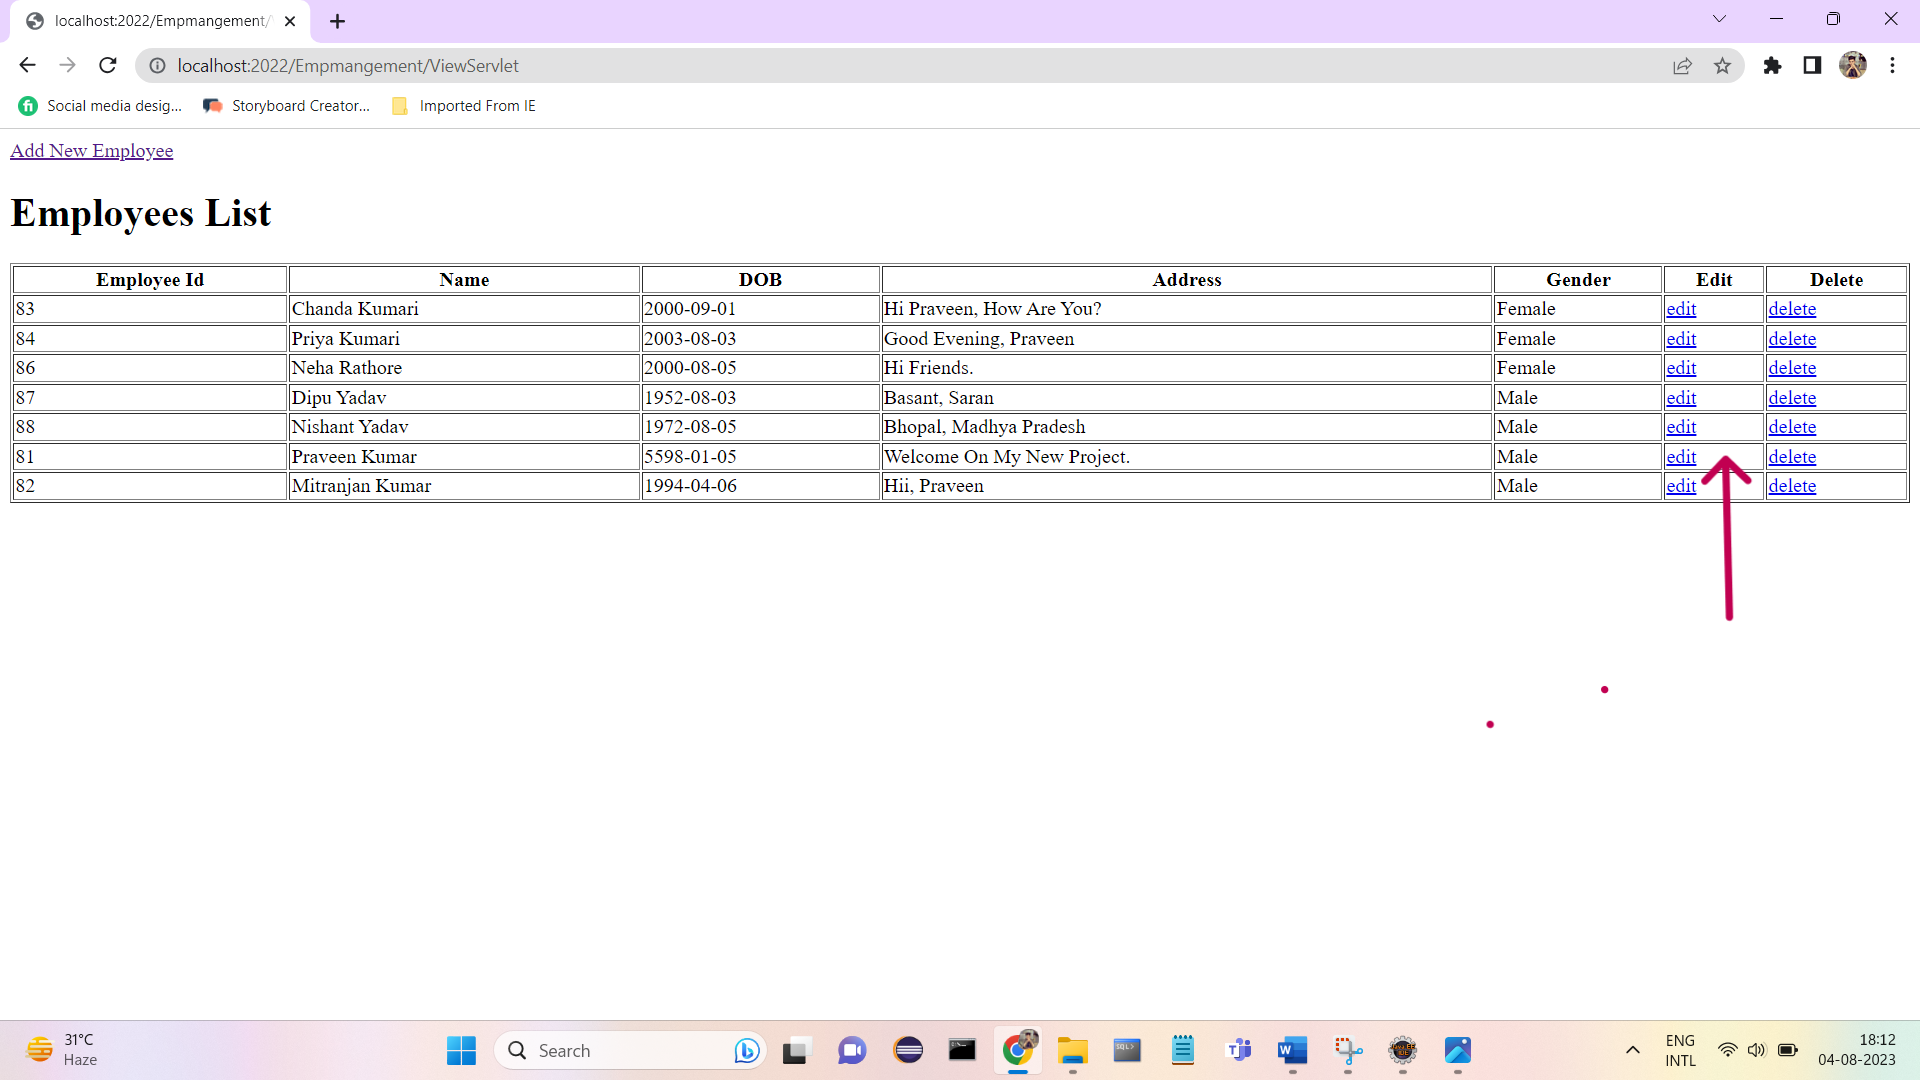 localhost:2022/Empmangement/
localhost:2022/Empmangement/ViewServlet
Social media desig... Storyboard Creator... Imported From IE
Add New Employee
Employees List
Employee Id Name DOB Address Gender Edit Delete
83 Chanda Kumari 2000-09-01 Hi Praveen, How Are You? Female edit delete
84 Priya Kumari 2003-08-03 Good Evening, Praveen Female edit delete
86 Neha Rathore 2000-08-05 Hi Friends. Female edit delete
87 Dipu Yadav 1952-08-03 Basant, Saran Male edit delete
88 Nishant Yadav 1972-08-05 Bhopal, Madhya Pradesh Male edit delete
81 Praveen Kumar 5598-01-05 Welcome On My New Project. Male edit delete
82 Mitranjan Kumar 1994-04-06 Hii, Praveen Male edit delete
31°C
Haze
Search
ENG
INTL
18:12
04-08-2023